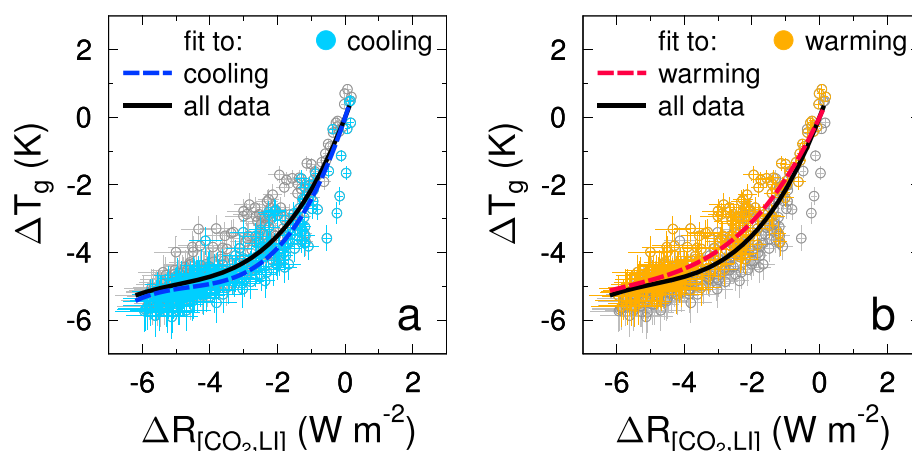 fit to:
cooling
cooling
all data
2
0
-2
-4
-6
ΔT_g (K)
a
-6 -4 -2 0 2
ΔR_[CO₂,LI] (W m⁻²)
fit to:
warming
warming
all data
2
0
-2
-4
-6
ΔT_g (K)
b
-6 -4 -2 0 2
ΔR_[CO₂,LI] (W m⁻²)